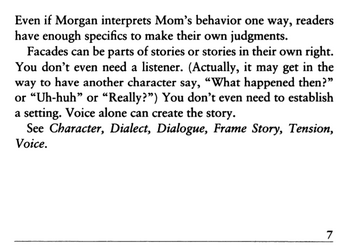 Even if Morgan interprets Mom's behavior one way, readers
have enough specifics to make their own judgments.
Facades can be parts of stories or stories in their own right.
You don't even need a listener. (Actually, it may get in the
way to have another character say, "What happened then?"
or "Uh-huh" or "Really?") You don't even need to establish
a setting. Voice alone can create the story.
See Character, Dialect, Dialogue, Frame Story, Tension,
Voice.
7